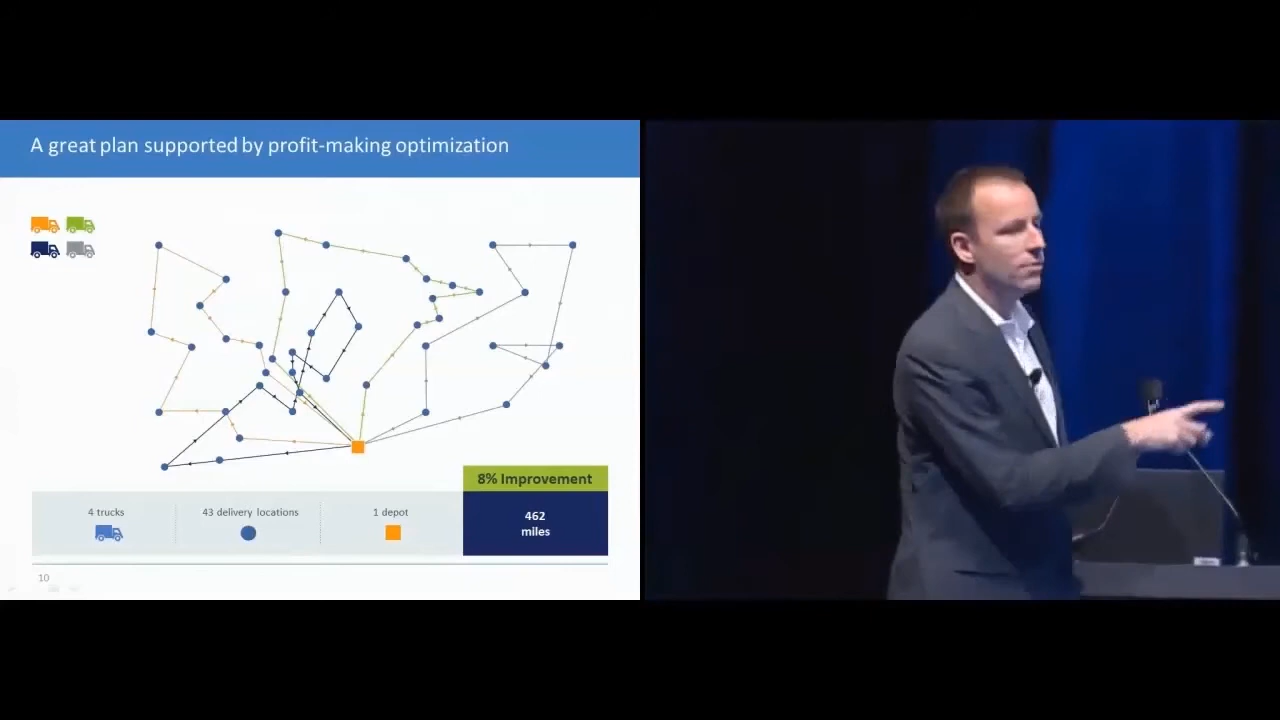 A great plan supported by profit-making optimization
8% Improvement
4 trucks
43 delivery locations
1 depot
462
miles
10